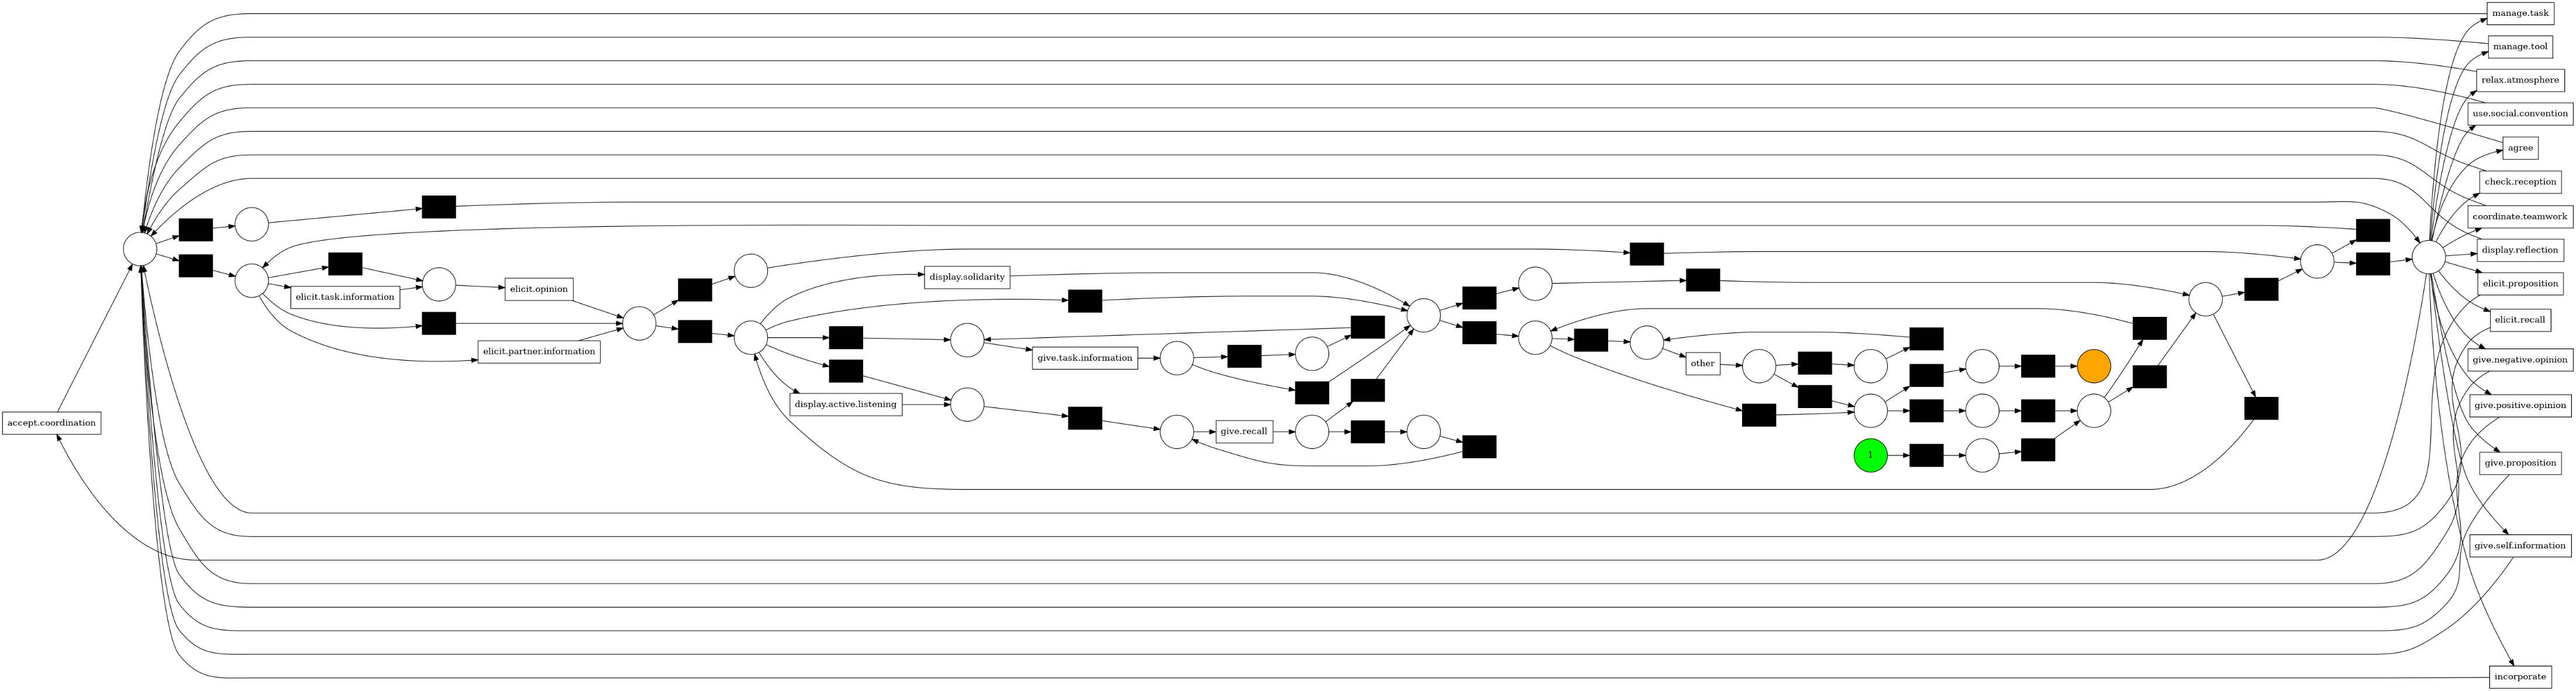 manage.task
manage.tool
relax.atmosphere
use.social.convention
agree
check.reception
coordinate.teamwork
display.reflection
elicit.proposition
elicit.recall
give.negative.opinion
give.positive.opinion
give.proposition
give.self.information
incorporate
accept.coordination
elicit.task.information
elicit.opinion
elicit.partner.information
display.solidarity
give.task.information
display.active.listening
give.recall
other
1